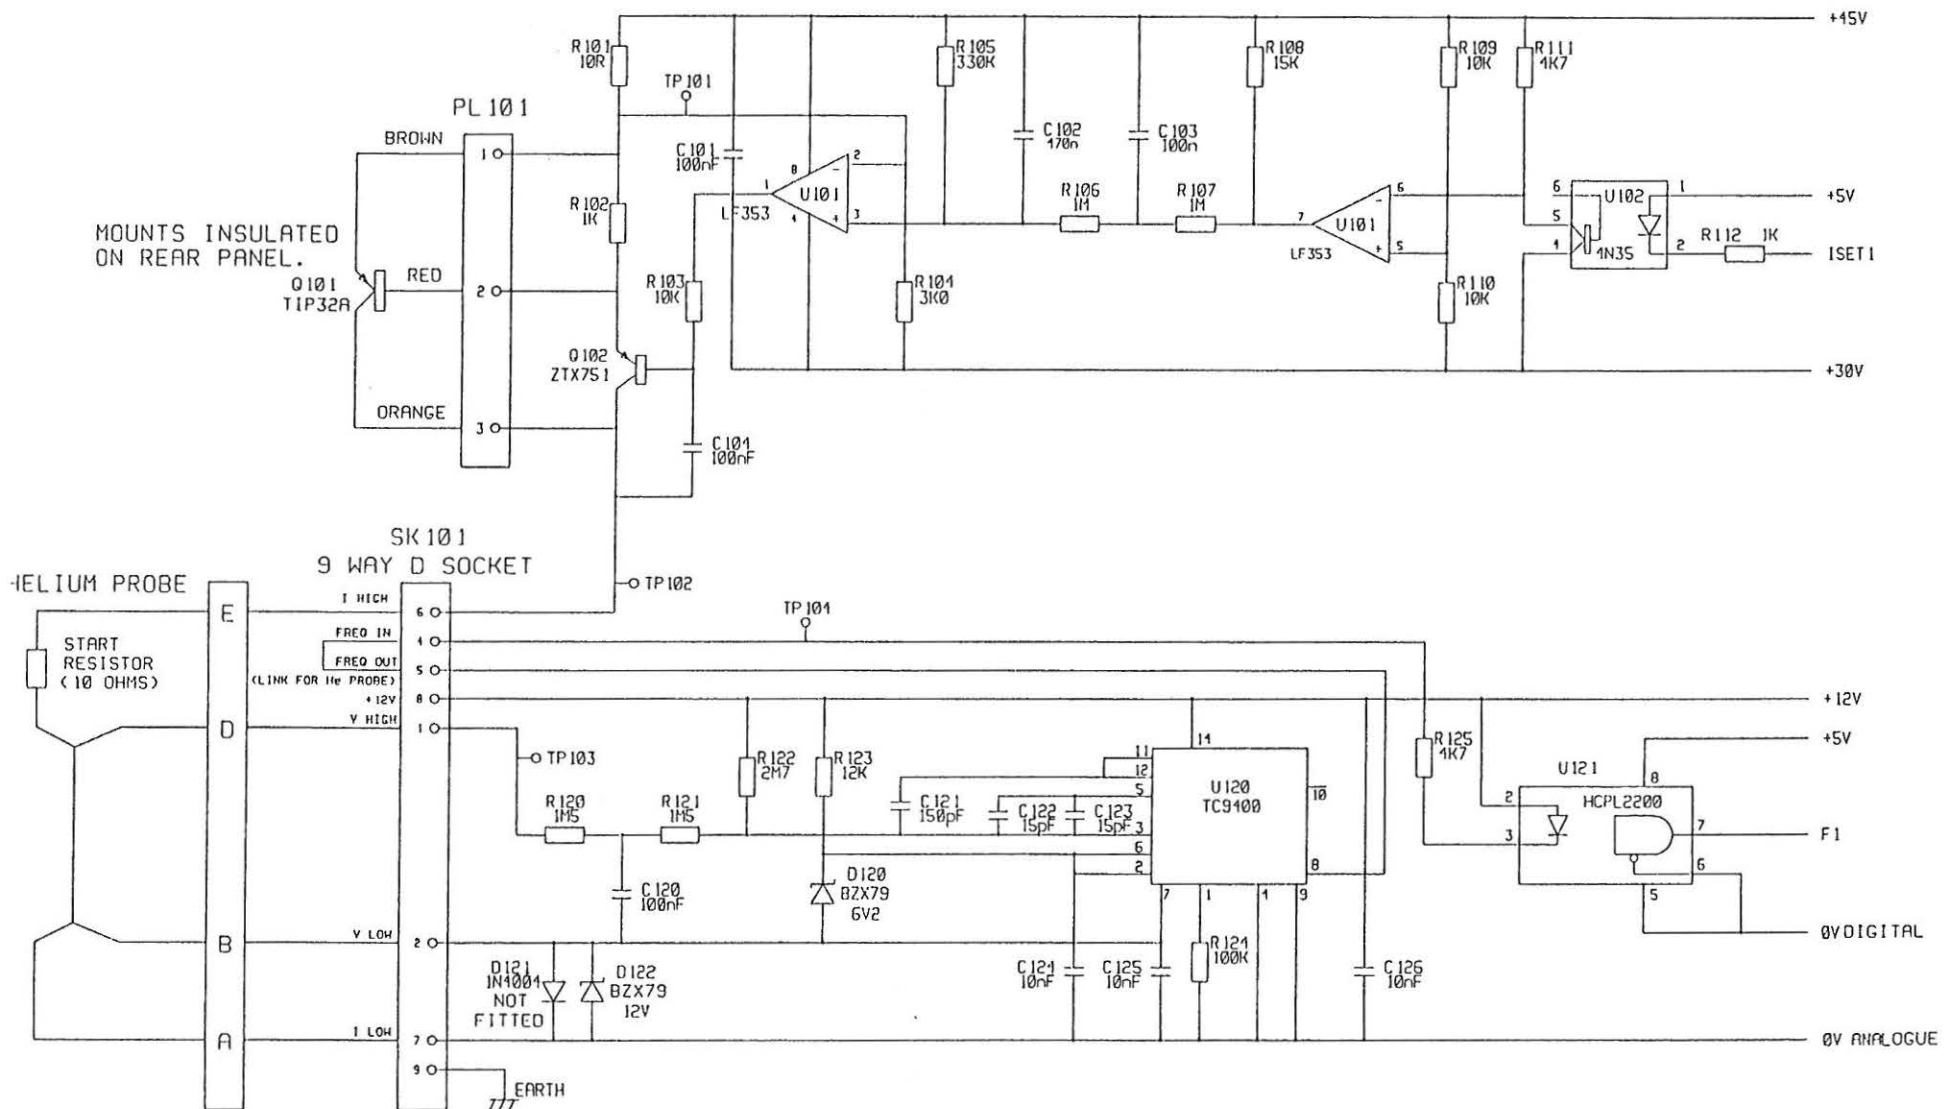 +45V
R101
10R
R105
330K
R108
15K
R109
10K
R111
4K7
TP101
PL101
BROWN
1
C101
100nF
8
2
-
U101
1
LF353
4
+
3
C102
470n
C103
100n
R106
1M
R107
1M
7
U101
LF353
6
-
5
+
6
U102
1
+5V
5
4
4N35
2
R112 1K
ISET1
R102
1K
MOUNTS INSULATED
ON REAR PANEL.
Q101
TIP32A
RED
2
R103
10K
R104
3K0
R110
10K
Q102
ZTX751
+30V
ORANGE
3
C104
100nF
SK101
9 WAY D SOCKET
HELIUM PROBE
TP102
E
I HIGH
6
TP104
START
RESISTOR
(10 OHMS)
FREQ IN
4
FREQ OUT
5
(LINK FOR He PROBE)
+12V
8
+12V
D
V HIGH
1
TP103
R122
2M7
R123
12K
14
11
12
5
U120
TC9400
10
R125
4K7
+5V
U121
8
HCPL2200
2
3
7
F1
6
5
R120
1M5
R121
1M5
C121
150pF
C122
15pF
C123
15pF
3
6
2
8
7
1
4
9
C120
100nF
D120
BZX79
6V2
B
V LOW
2
0V DIGITAL
D121
1N4004
NOT
FITTED
D122
BZX79
12V
C124
10nF
C125
10nF
R124
100K
C126
10nF
A
I LOW
7
0V ANALOGUE
9
EARTH